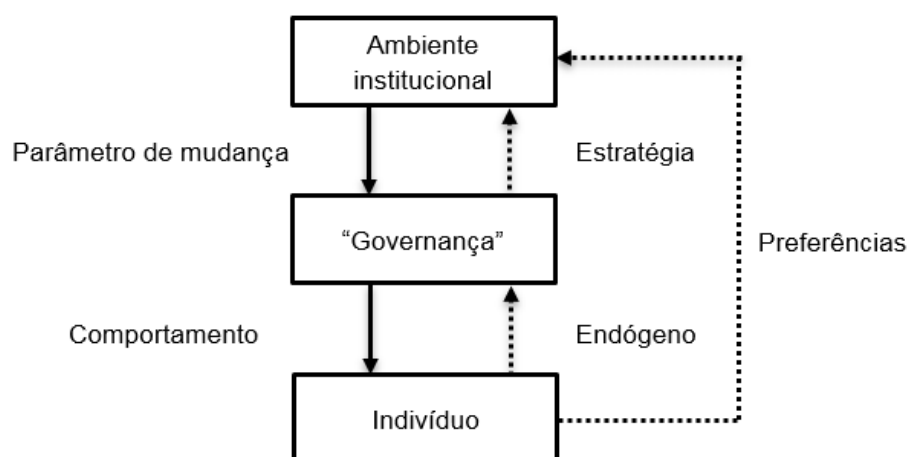 Ambiente
institucional
Parâmetro de mudança
Estratégia
“Governança”
Preferências
Comportamento
Endógeno
Indivíduo